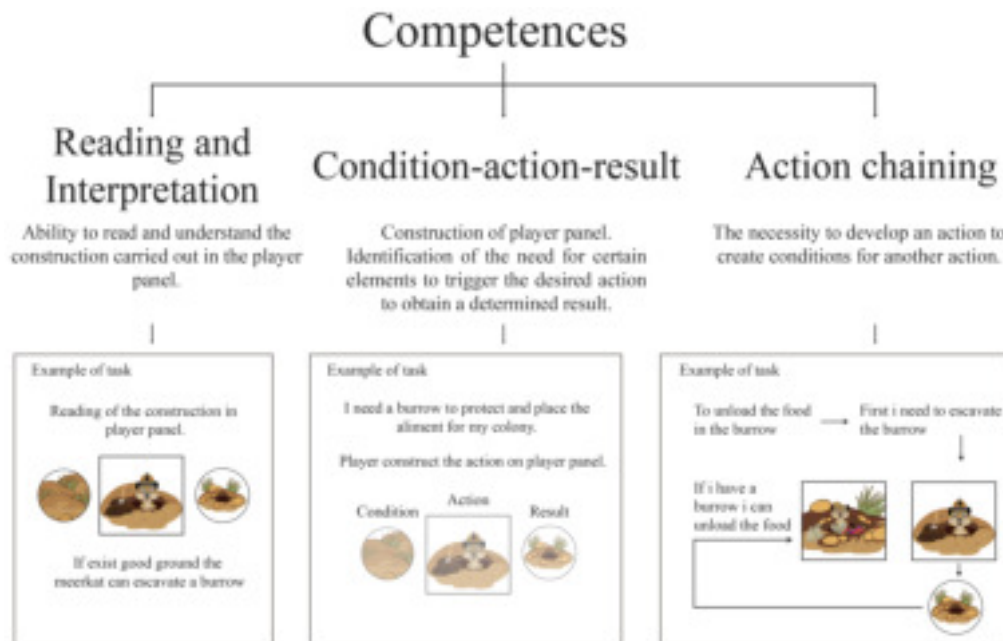 Competences
Reading and
Interpretation
Ability to read and understand the
construction carried out in the player
panel.
Condition-action-result
Construction of player panel.
Identification of the need for certain
elements to trigger the desired action
to obtain a determined result.
Action chaining
The necessity to develop an action to
create conditions for another action.
Example of task
Reading of the construction in
player panel.
If exist good ground the
meerkat can escavate a burrow
Example of task
I need a burrow to protect and place the
aliment for my colony.
Player construct the action on player panel.
Condition
Action
Result
Example of task
To unload the food
in the burrow
First i need to escavate
the burrow
If i have a
burrow i can
unload the food